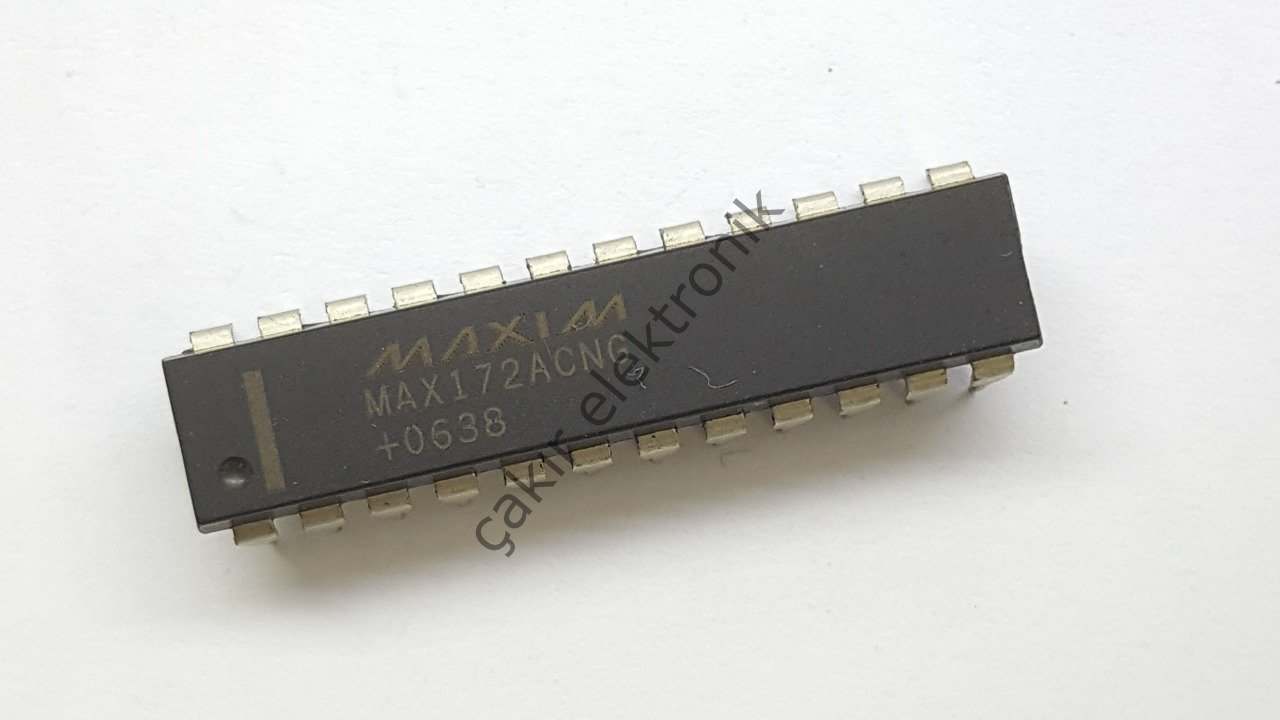 MAXIM
MAX172ACNG
+0638
çakır elektronik